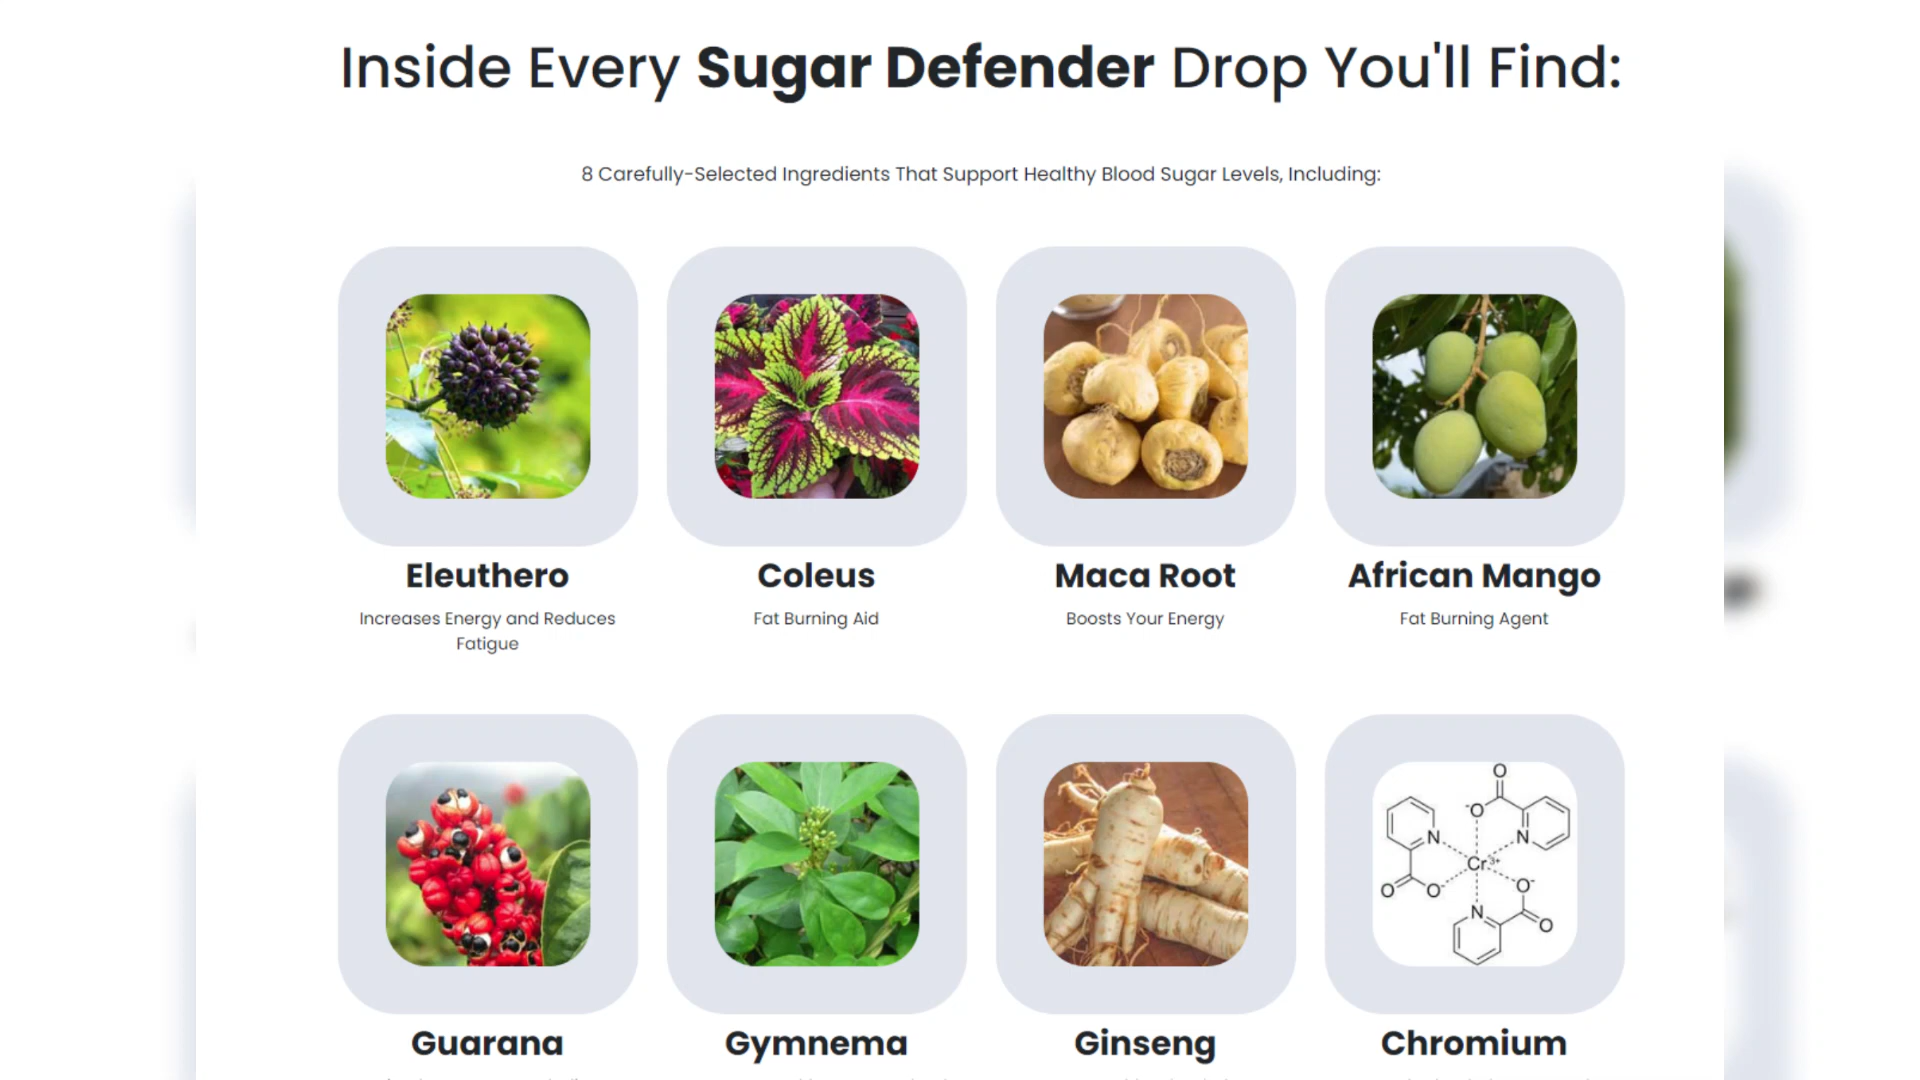 Inside Every Sugar Defender Drop You'll Find:
8 Carefully-Selected Ingredients That Support Healthy Blood Sugar Levels, Including:
Eleuthero
Increases Energy and Reduces
Fatigue
Coleus
Fat Burning Aid
Maca Root
Boosts Your Energy
African Mango
Fat Burning Agent
O
-O
N
N
Cr3+
O
O-
O-
N
O
Guarana
Gymnema
Ginseng
Chromium